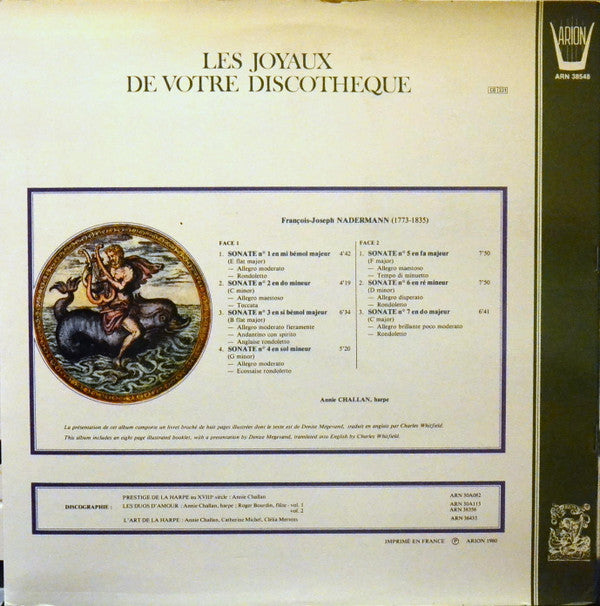 LES JOYAUX
DE VOTRE DISCOTHEQUE
ARION
ARN 38548
François-Joseph NADERMANN (1773-1835)
FACE 1
1. SONATE n° 1 en mi bémol majeur 4'42
(E flat major)
— Allegro moderato
— Rondoletto
2. SONATE n° 2 en do mineur 4'19
(C minor)
— Allegro maestoso
— Toccata
3. SONATE n° 3 en si bémol majeur 6'34
(B flat major)
— Allegro moderato fieramente
— Andantino con spirito
— Anglaise rondoletto
4. SONATE n° 4 en sol mineur 5'20
(G minor)
— Allegro moderato
— Ecossaise rondoletto
FACE 2
1. SONATE n° 5 en fa majeur 7'50
(F major)
— Allegro maestoso
— Tempo di minuetto
2. SONATE n° 6 en ré mineur 7'50
(D minor)
— Allegro disperato
— Rondoletto
3. SONATE n° 7 en do majeur 6'41
(C major)
— Allegro brillante poco moderato
— Rondoletto
Annie CHALLAN, harpe
La présentation de cet album comporte un livret broché de huit pages illustrées dont le texte est de Denise Megevand, traduit en anglais par Charles Whitfield.
This album includes an eight page illustrated booklet, with a presentation by Denise Megevand, translated into English by Charles Whitfield.
DISCOGRAPHIE :
PRESTIGE DE LA HARPE au XVIIIe siècle : Annie Challan ARN 30A082
LES DUOS D'AMOUR : Annie Challan, harpe ; Roger Bourdin, flûte - vol. 1 ARN 30A113
vol. 2 ARN 38356
L'ART DE LA HARPE : Annie Challan, Catherine Michel, Clélia Mertens ARN 36433
IMPRIMÉ EN FRANCE Ⓟ ARION 1980